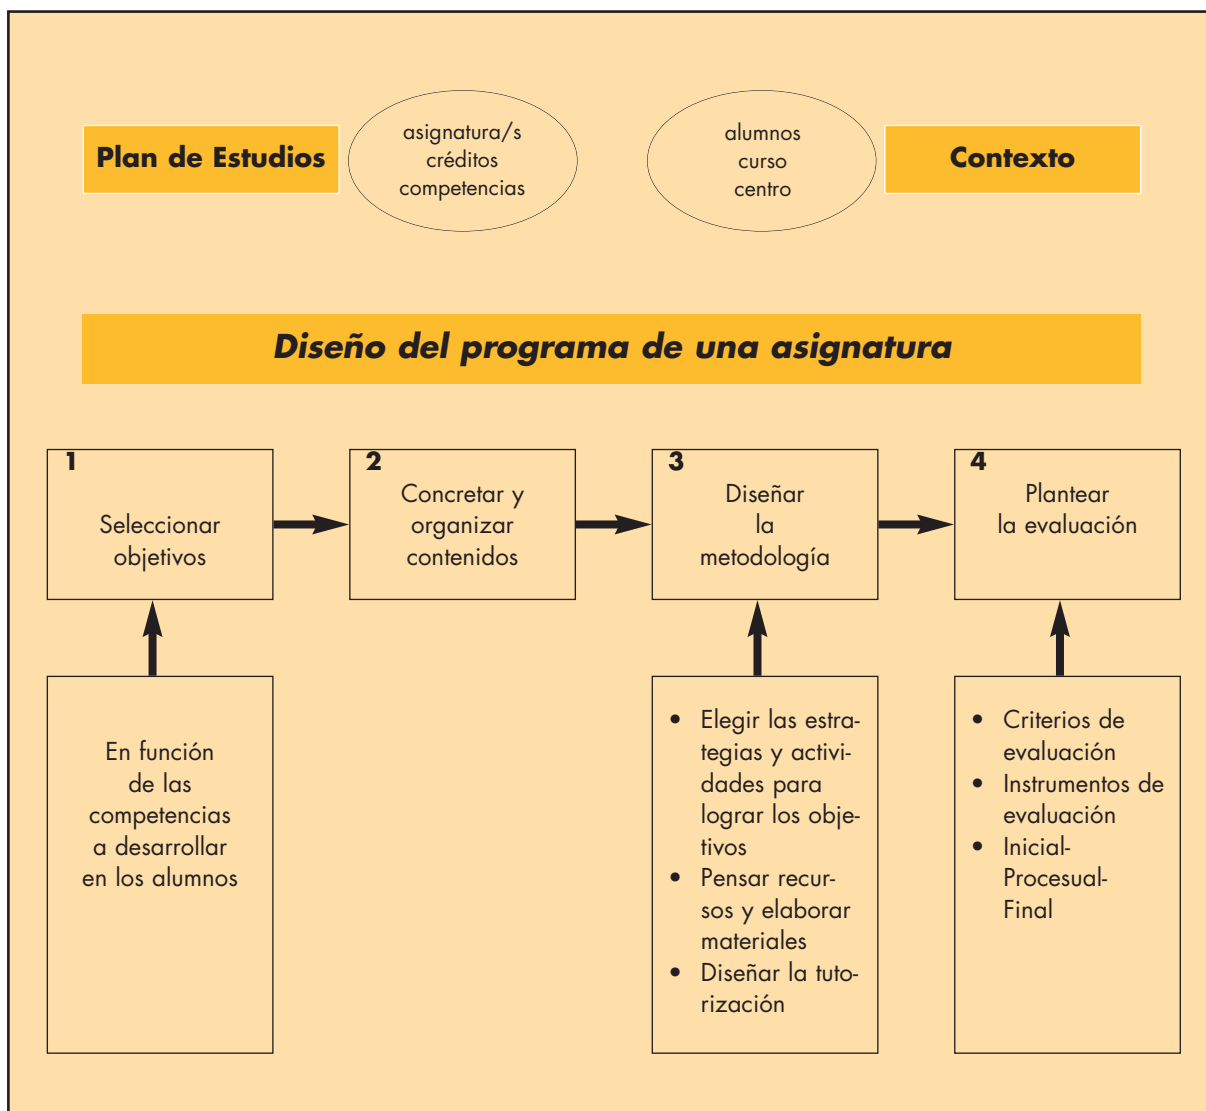 Plan de Estudios
asignatura/s
créditos
competencias
alumnos
curso
centro
Contexto
Diseño del programa de una asignatura
1
Seleccionar
objetivos
2
Concretar y
organizar
contenidos
3
Diseñar
la
metodología
4
Plantear
la evaluación
En función
de las
competencias
a desarrollar
en los alumnos
• Elegir las estra-
tegias y activi-
dades para
lograr los obje-
tivos
• Pensar recur-
sos y elaborar
materiales
• Diseñar la tuto-
rización
• Criterios de
evaluación
• Instrumentos de
evaluación
• Inicial-
Procesual-
Final